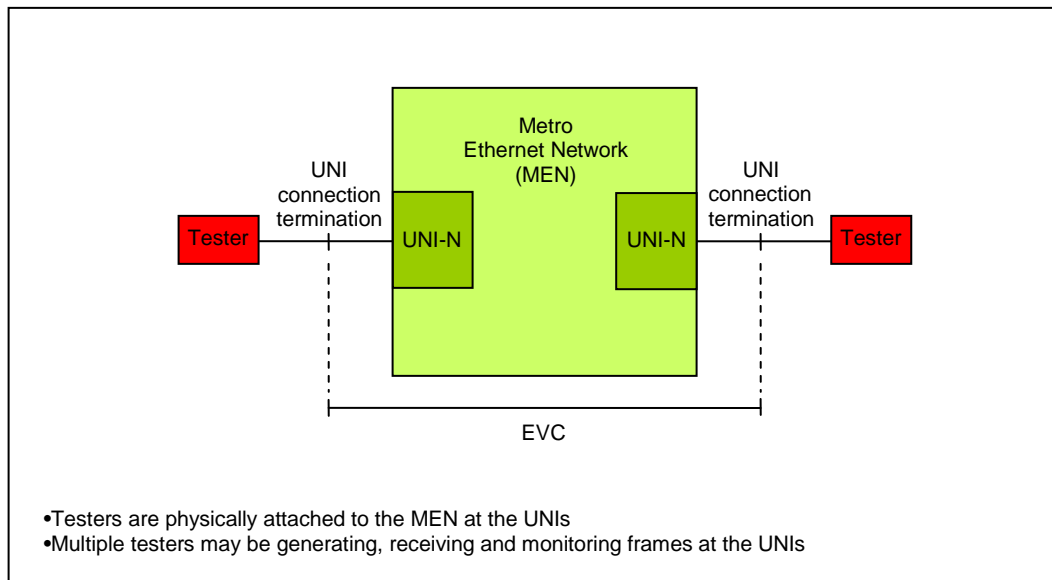 Metro
Ethernet Network
(MEN)
UNI
connection
termination
UNI
connection
termination
Tester
UNI-N
UNI-N
Tester
EVC
•Testers are physically attached to the MEN at the UNIs
•Multiple testers may be generating, receiving and monitoring frames at the UNIs